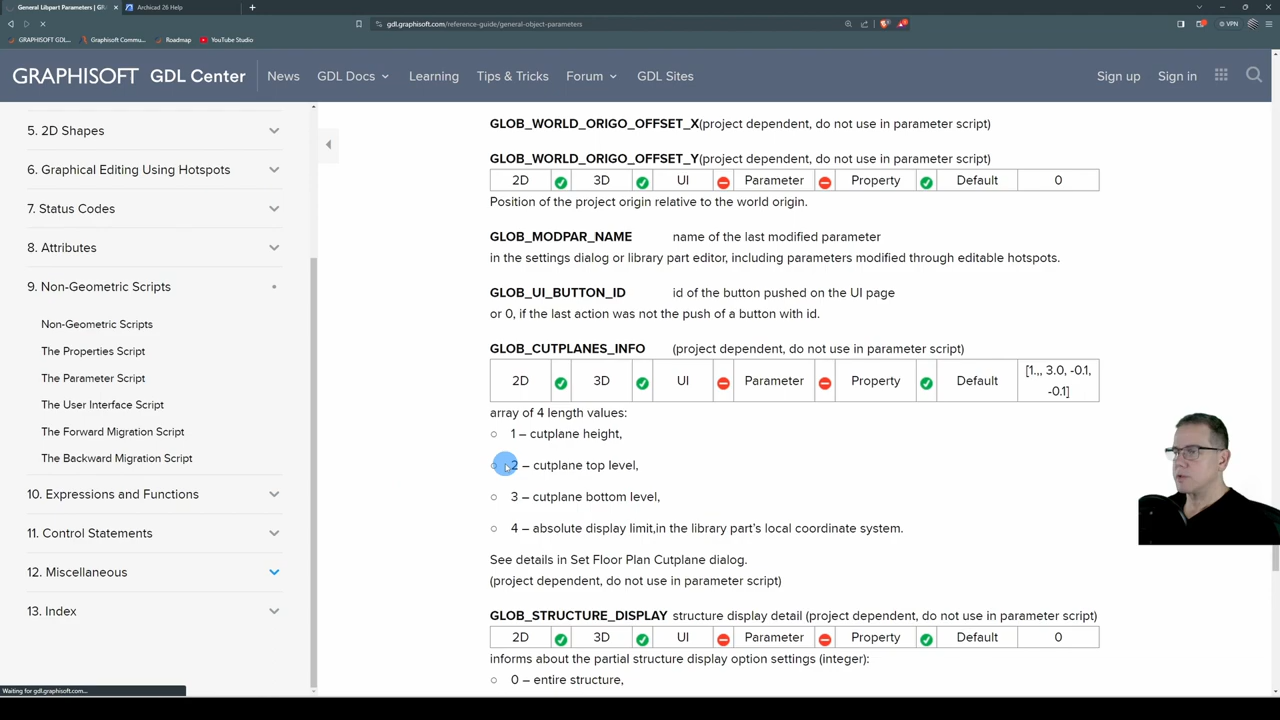 General Libpart Parameters | GR
Archicad 26 Help
gdl.graphisoft.com/reference-guide/general-object-parameters
VPN
GRAPHISOFT GDL...
Graphisoft Commu...
Roadmap
YouTube Studio
GRAPHISOFT GDL Center
News
GDL Docs
Learning
Tips & Tricks
Forum
GDL Sites
Sign up
Sign in
5. 2D Shapes
6. Graphical Editing Using Hotspots
7. Status Codes
8. Attributes
9. Non-Geometric Scripts
Non-Geometric Scripts
The Properties Script
The Parameter Script
The User Interface Script
The Forward Migration Script
The Backward Migration Script
10. Expressions and Functions
11. Control Statements
12. Miscellaneous
13. Index
GLOB_WORLD_ORIGO_OFFSET_X(project dependent, do not use in parameter script)
GLOB_WORLD_ORIGO_OFFSET_Y(project dependent, do not use in parameter script)
2D 3D UI Parameter Property Default 0
Position of the project origin relative to the world origin.
GLOB_MODPAR_NAME name of the last modified parameter
in the settings dialog or library part editor, including parameters modified through editable hotspots.
GLOB_UI_BUTTON_ID id of the button pushed on the UI page
or 0, if the last action was not the push of a button with id.
GLOB_CUTPLANES_INFO (project dependent, do not use in parameter script)
2D 3D UI Parameter Property Default [1.,, 3.0, -0.1,
-0.1]
array of 4 length values:
1 – cutplane height,
2 – cutplane top level,
3 – cutplane bottom level,
4 – absolute display limit,in the library part's local coordinate system.
See details in Set Floor Plan Cutplane dialog.
(project dependent, do not use in parameter script)
GLOB_STRUCTURE_DISPLAY structure display detail (project dependent, do not use in parameter script)
2D 3D UI Parameter Property Default 0
informs about the partial structure display option settings (integer):
0 – entire structure,
Waiting for gdl.graphisoft.com...